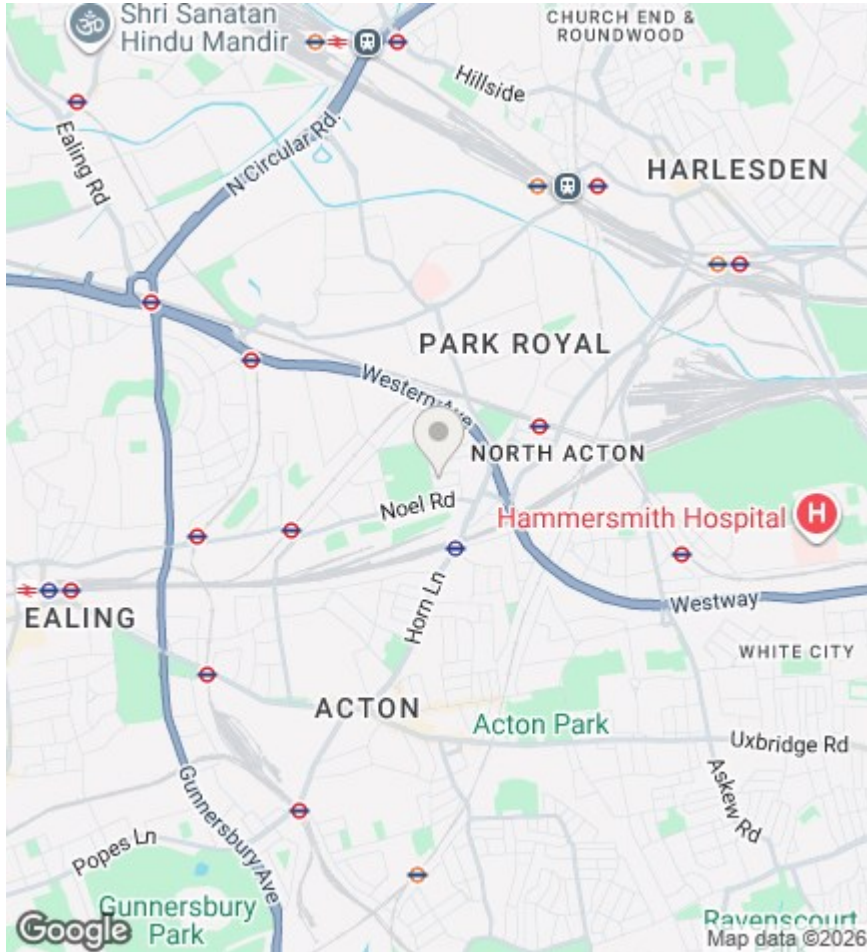 Shri Sanatan
Hindu Mandir
CHURCH END &
ROUNDWOOD
Hillside
Ealing Rd
N Circular Rd.
HARLESDEN
PARK ROYAL
Western Ave
NORTH ACTON
Noel Rd
Hammersmith Hospital
H
Horn Ln
EALING
Westway
WHITE CITY
ACTON
Acton Park
Uxbridge Rd
Askew Rd
Gunnersbury Ave
Popes Ln
Gunnersbury
Park
Ravenscourt
Google
Map data ©2026